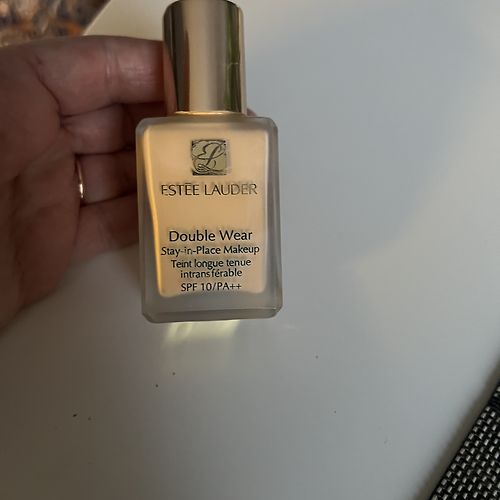 ESTĒE LAUDER
Double Wear
Stay-in-Place Makeup
Teint longue tenue
intransférable
SPF 10/PA++